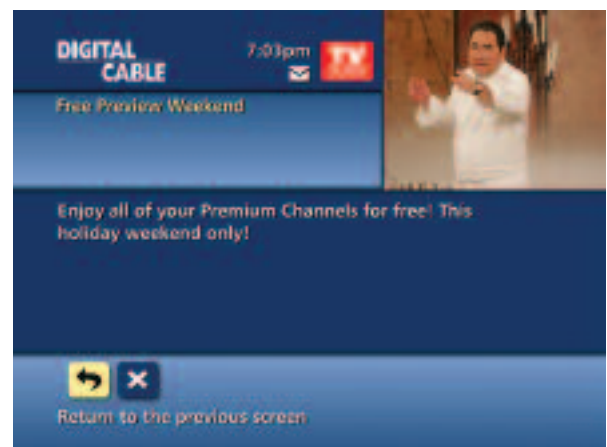 DIGITAL
CABLE
7:03pm
TV
Free Preview Weekend
Enjoy all of your Premium Channels for free! This
holiday weekend only!
Return to the previous screen